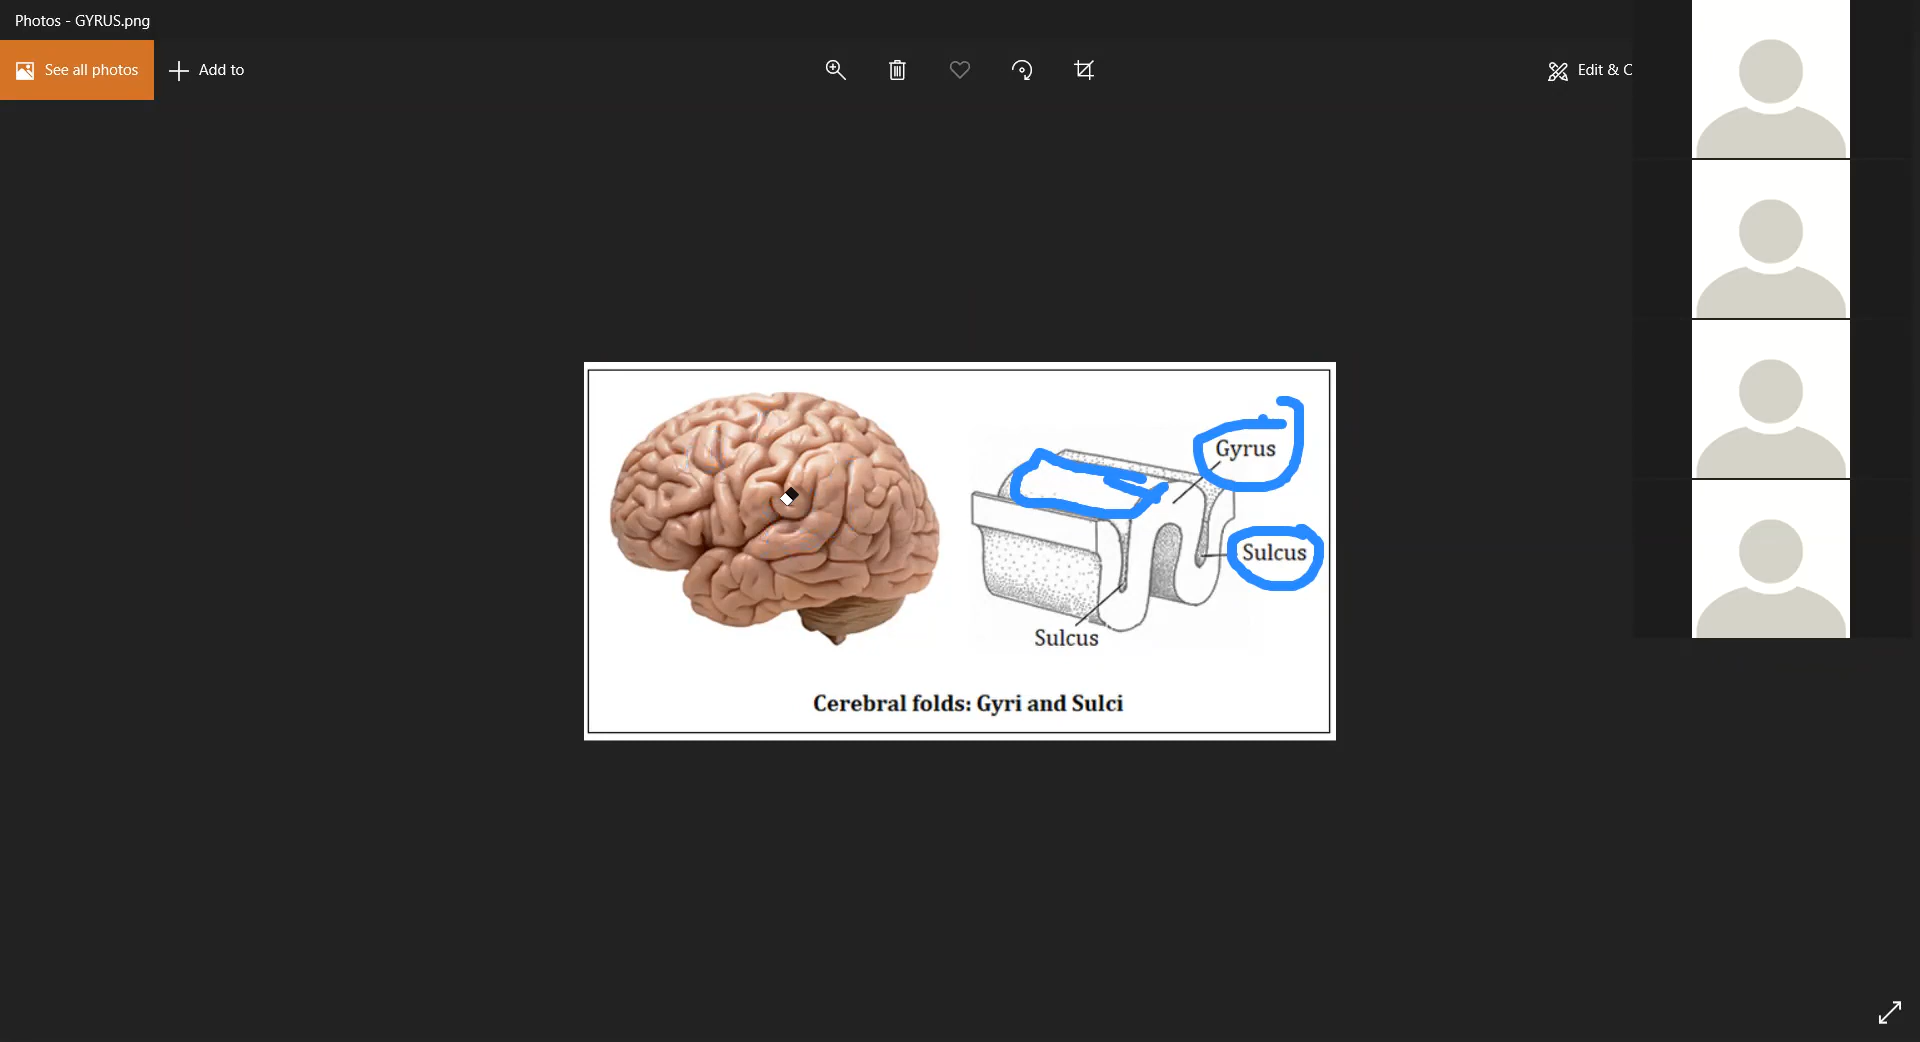 Photos - GYRUS.png
See all photos
Add to
Edit & C
Gyrus
Sulcus
Sulcus
Cerebral folds: Gyri and Sulci